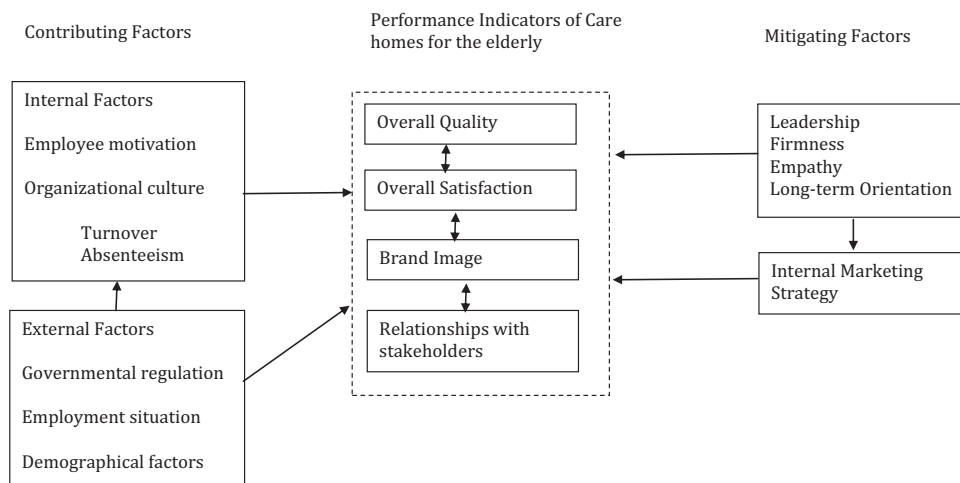 Contributing Factors
Performance Indicators of Care
homes for the elderly
Mitigating Factors
Internal Factors
Employee motivation
Organizational culture
Turnover
Absenteeism
External Factors
Governmental regulation
Employment situation
Demographical factors
Overall Quality
Overall Satisfaction
Brand Image
Relationships with
stakeholders
Leadership
Firmness
Empathy
Long-term Orientation
Internal Marketing
Strategy